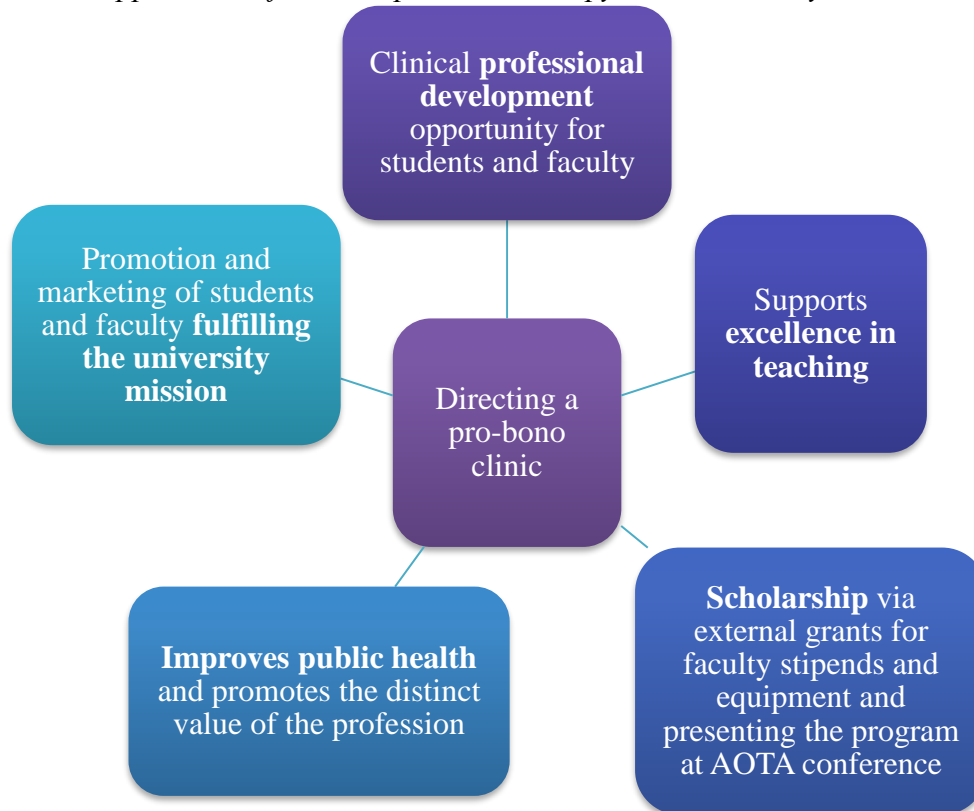 Clinical professional
development
opportunity for
students and faculty
Promotion and
marketing of students
and faculty fulfilling
the university
mission
Supports
excellence in
teaching
Directing a
pro-bono
clinic
Improves public health
and promotes the distinct
value of the profession
Scholarship via
external grants for
faculty stipends and
equipment and
presenting the program
at AOTA conference